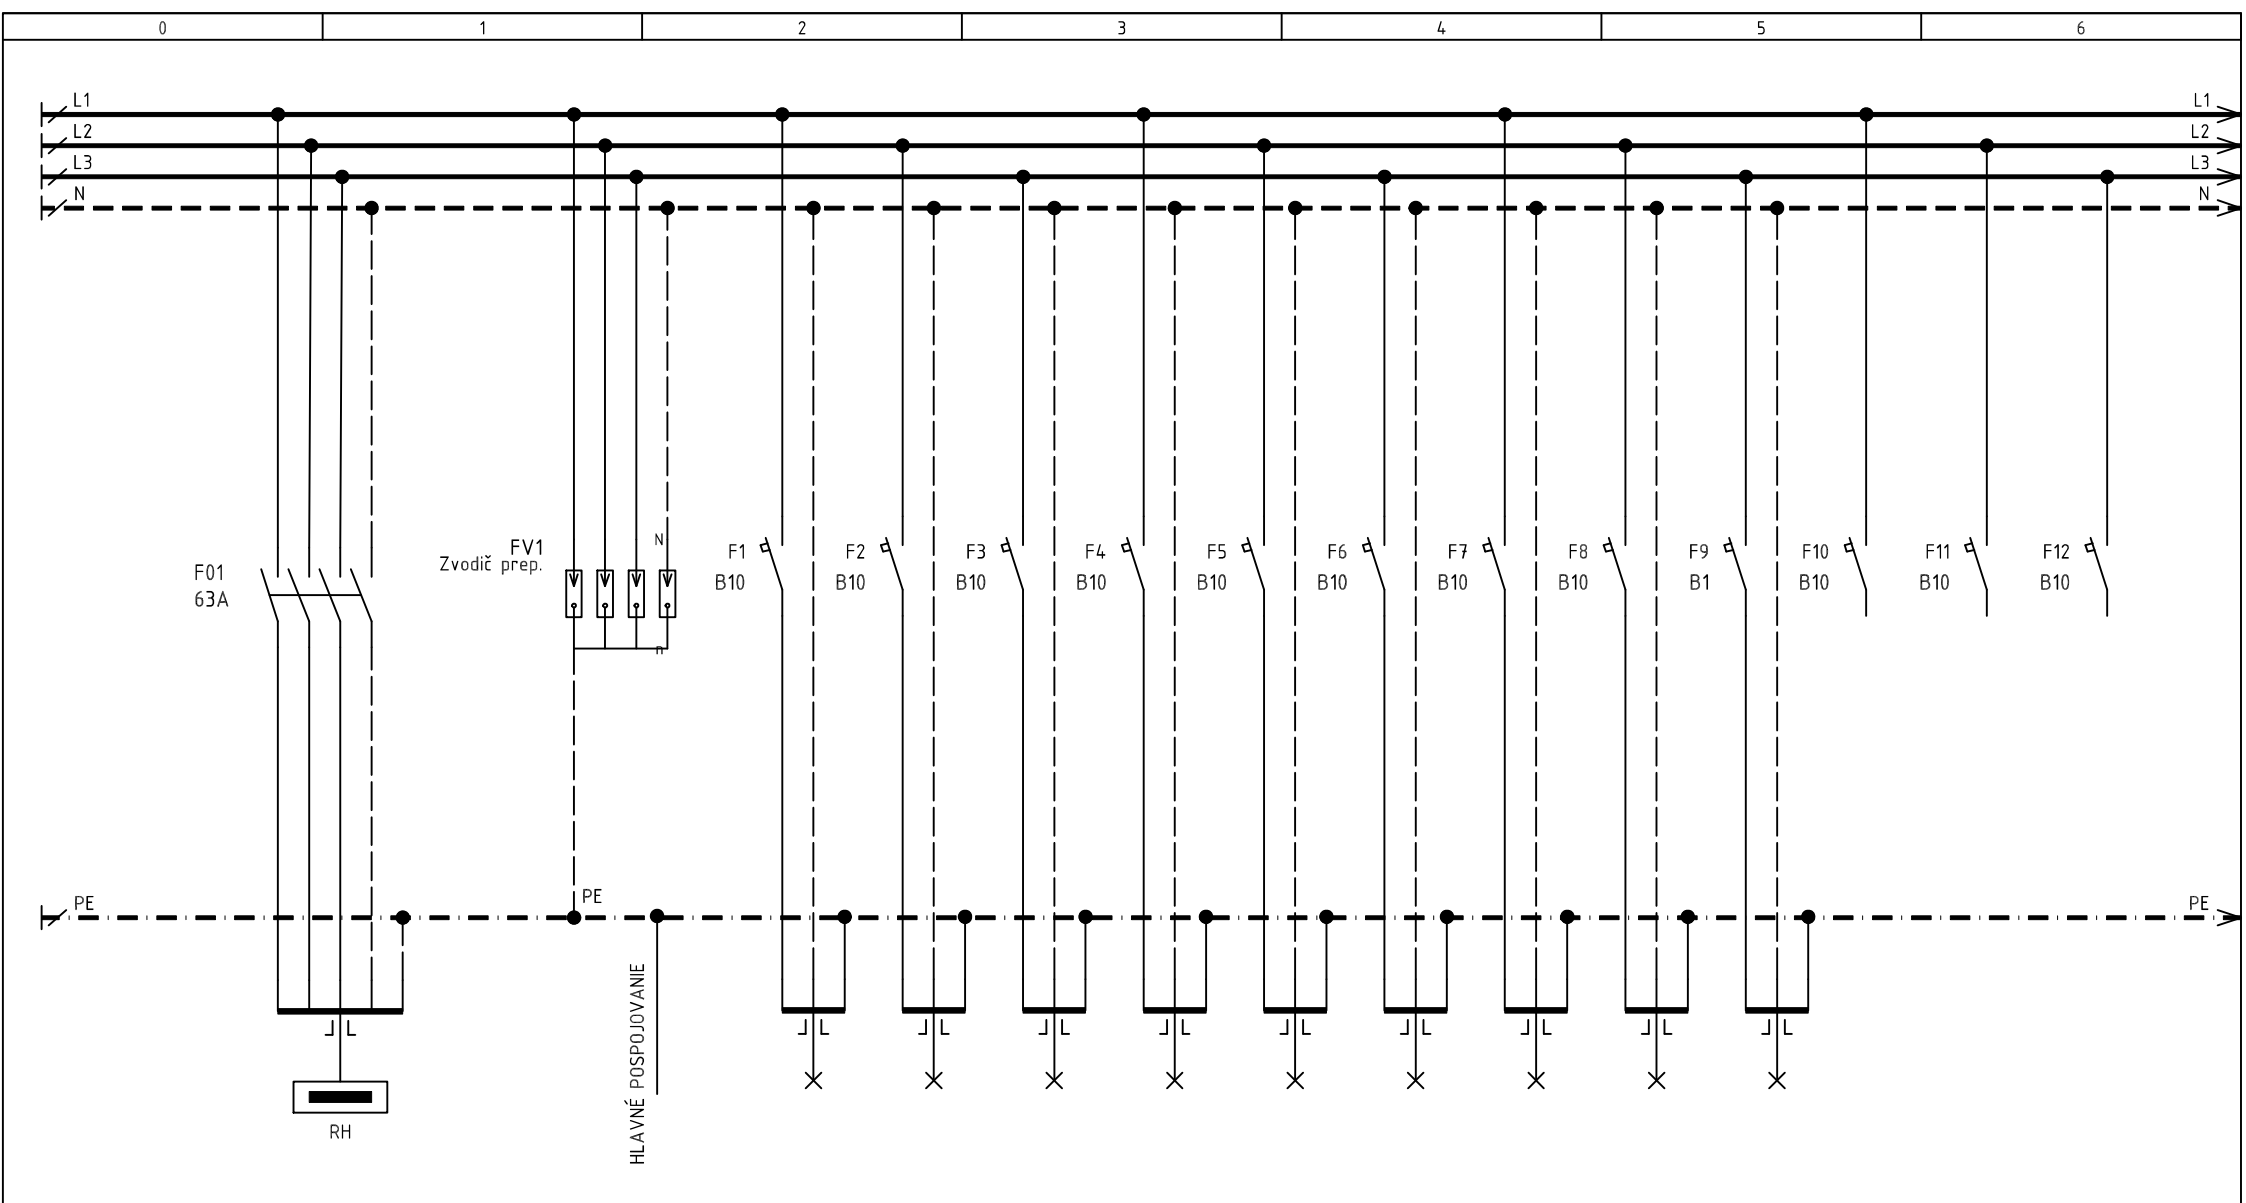 0 1 2 3 4 5 6
L1 L1
L2 L2
L3 L3
N N
F01
63A
FV1
Zvodič prep.
N
n
F1 F2 F3 F4 F5 F6 F7 F8 F9 F10 F11 F12
B10 B10 B10 B10 B10 B10 B10 B10 B1 B10 B10 B10
PE PE PE
HLAVNÉ POSPOJOVANIE
RH